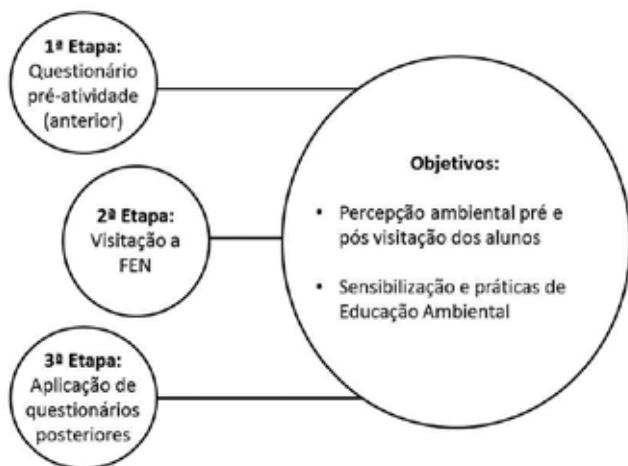 1ª Etapa:
Questionário
pré-atividade
(anterior)
2ª Etapa:
Visitação a
FEN
3ª Etapa:
Aplicação de
questionários
posteriores
Objetivos:
• Percepção ambiental pré e
pós visitação dos alunos
• Sensibilização e práticas de
Educação Ambiental